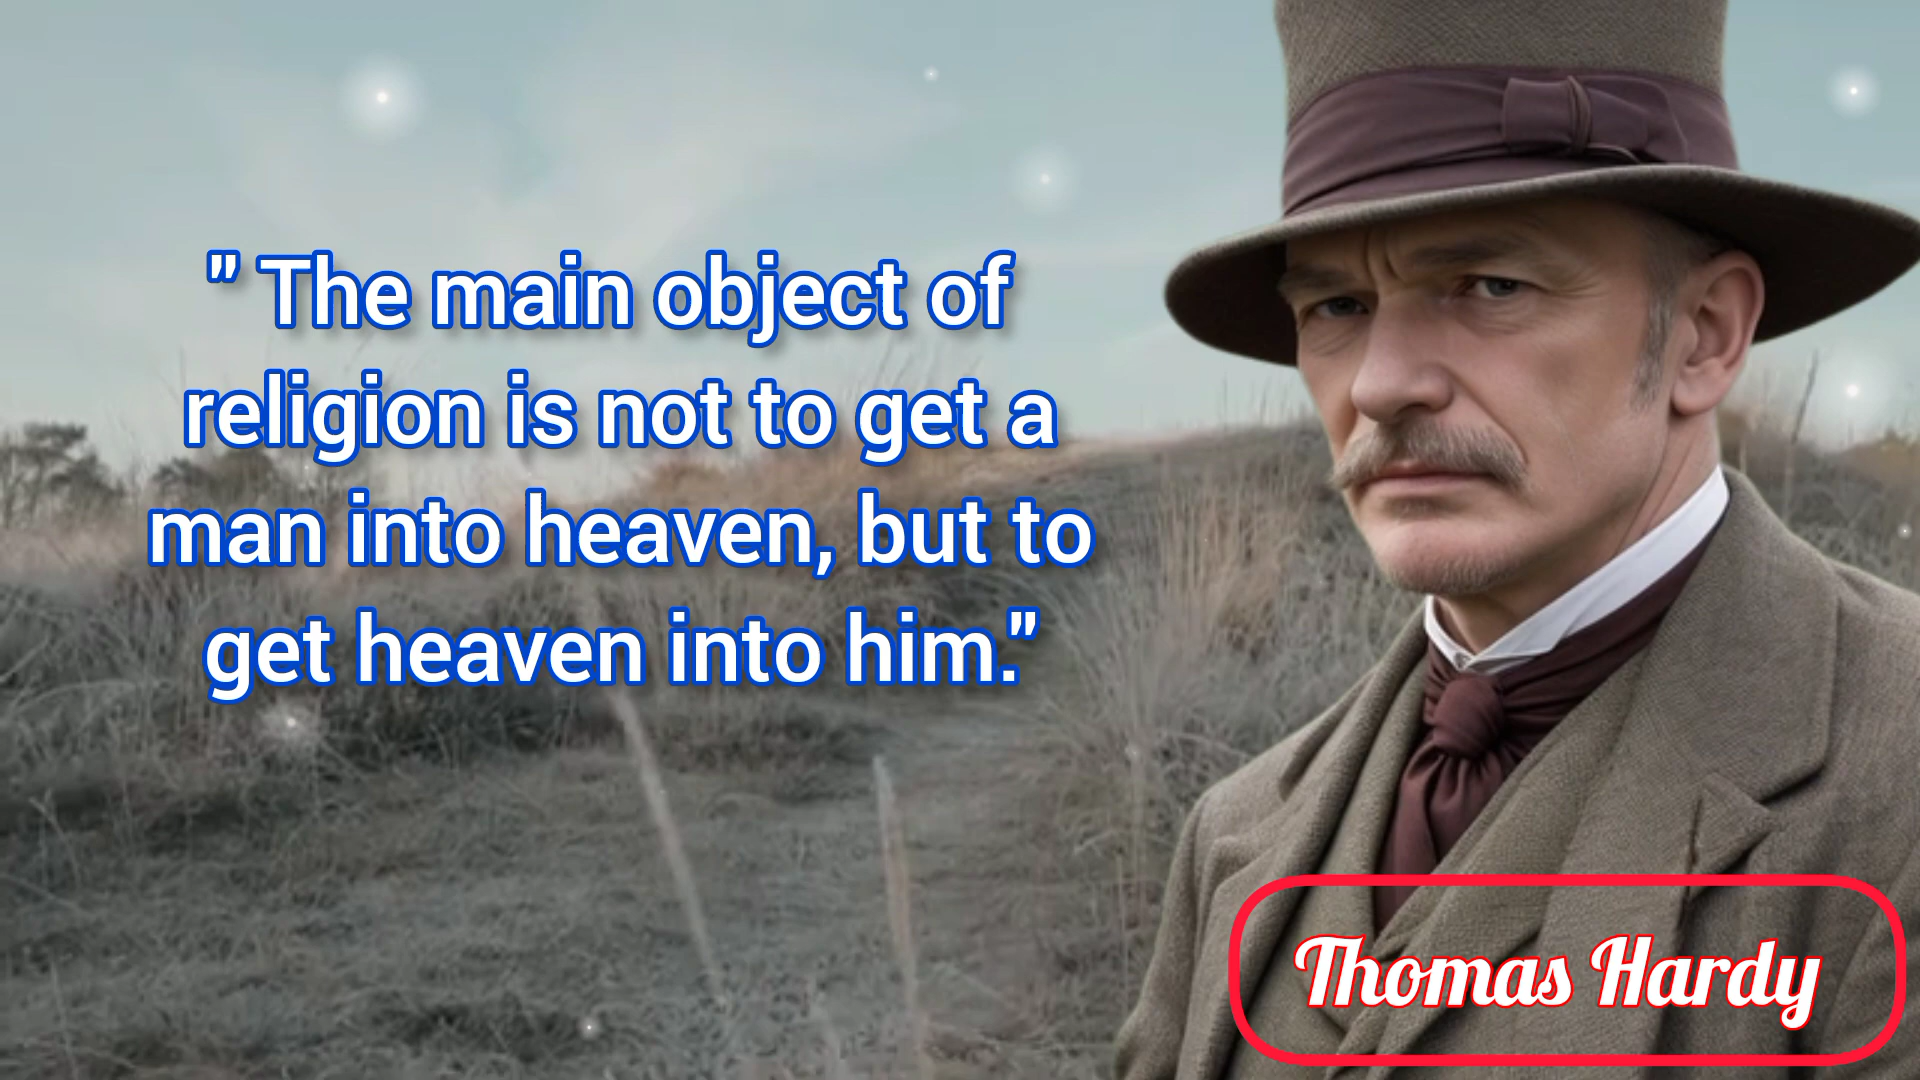 " The main object of
religion is not to get a
man into heaven, but to
get heaven into him."
Thomas Hardy